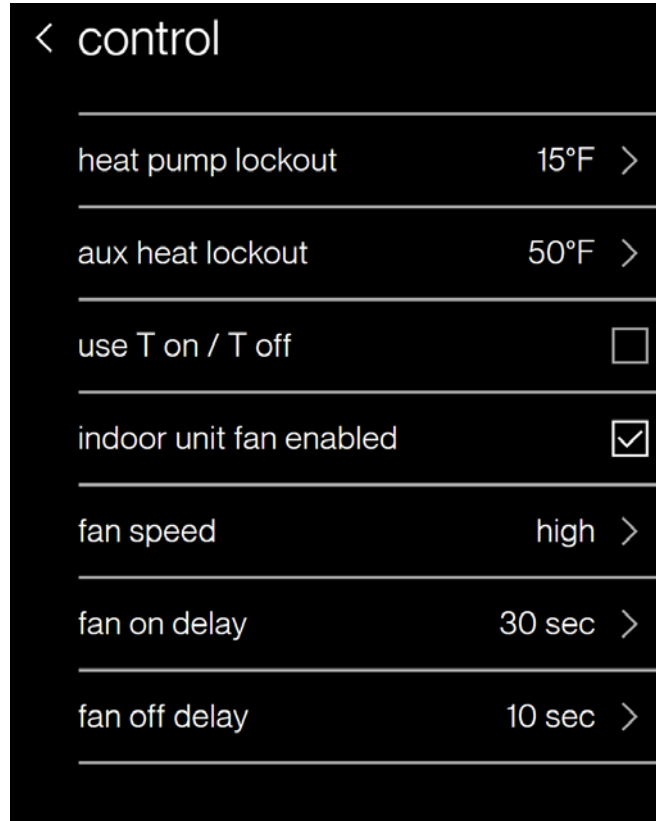 control
heat pump lockout 15°F
aux heat lockout 50°F
use T on / T off
indoor unit fan enabled
fan speed high
fan on delay 30 sec
fan off delay 10 sec